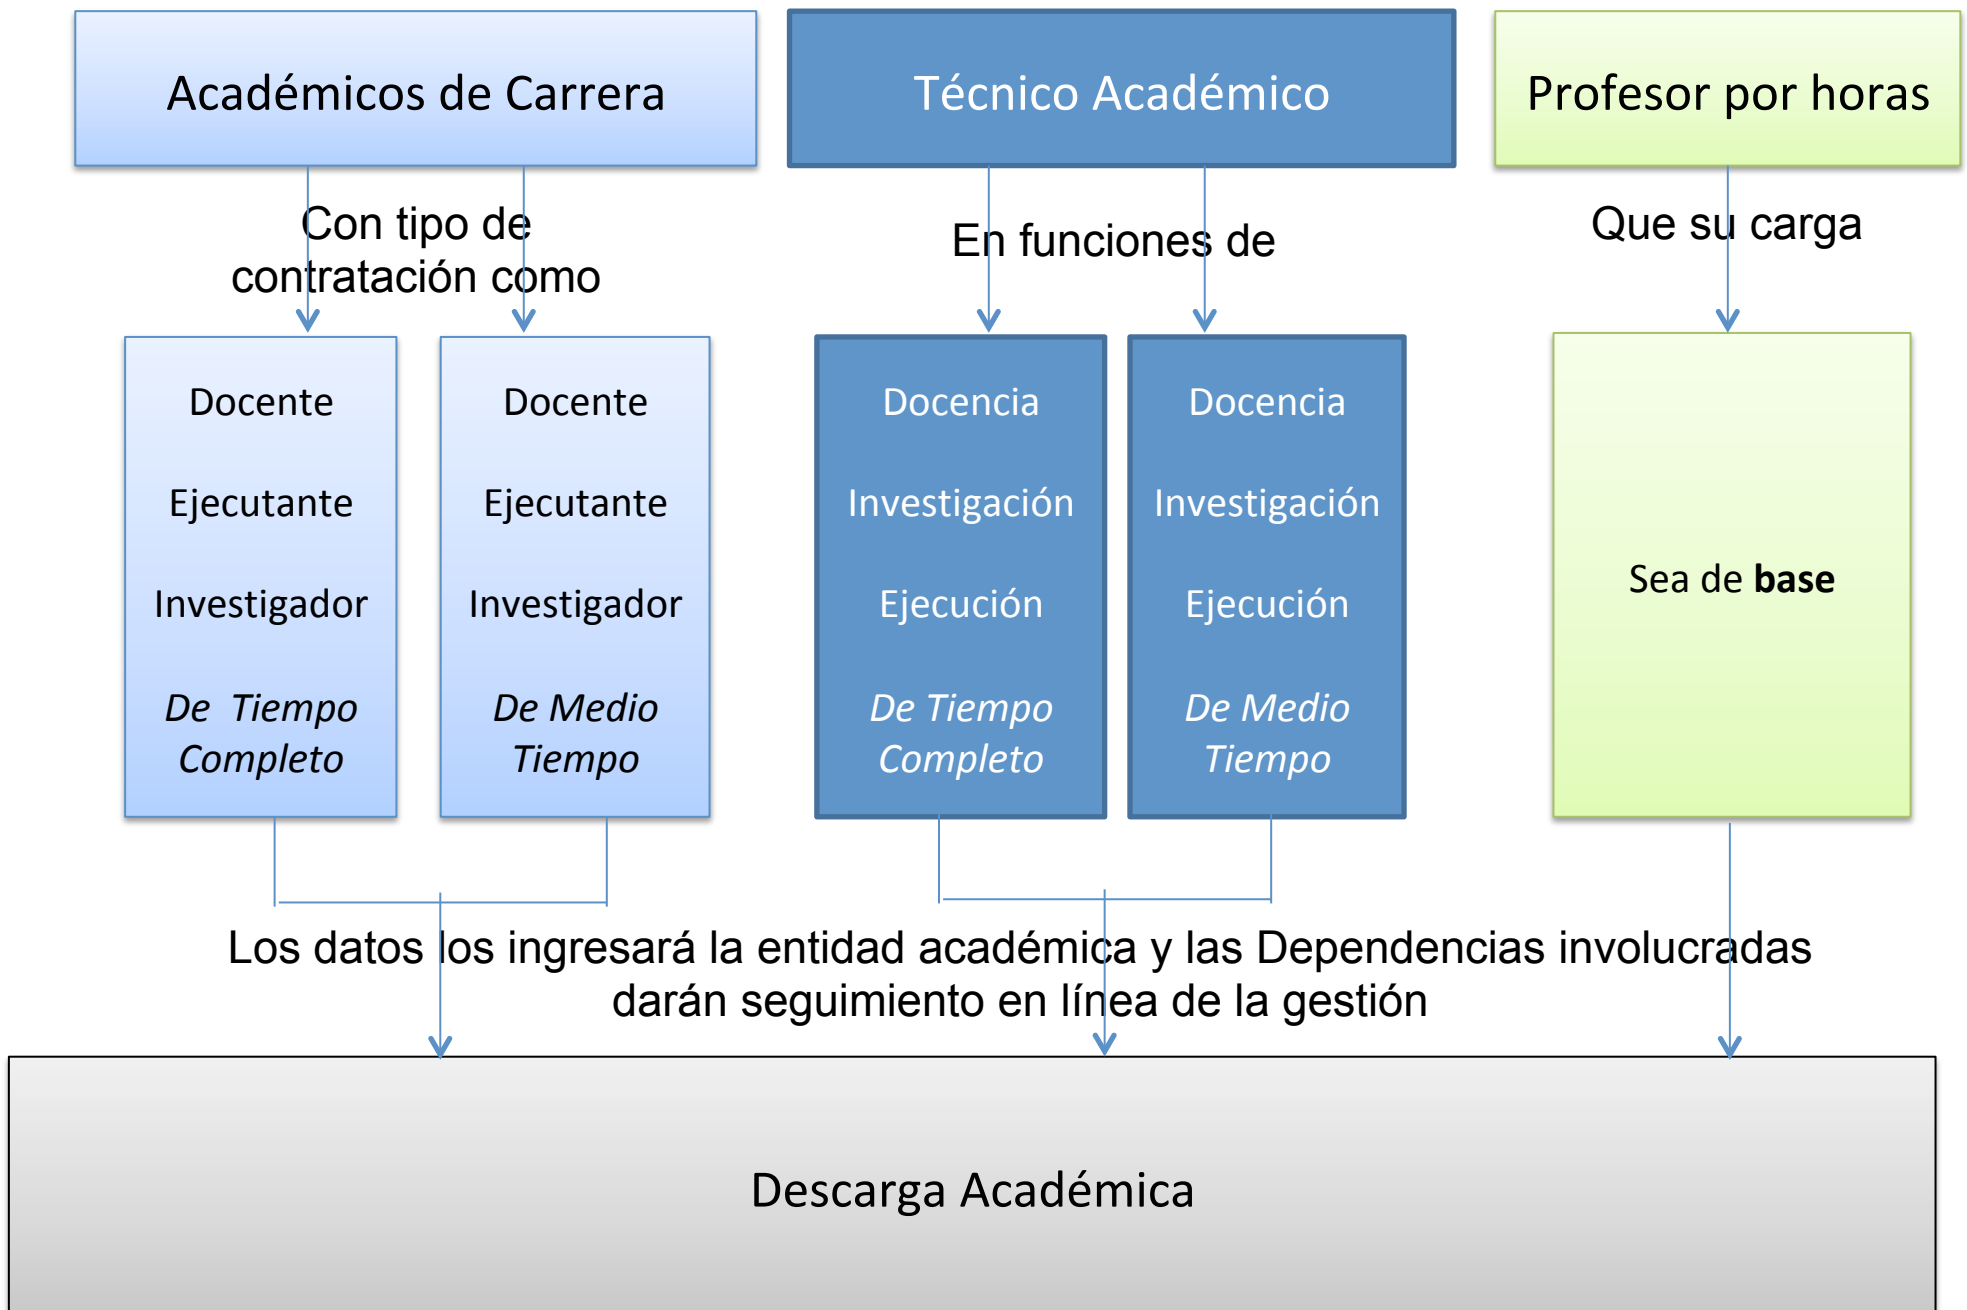 Académicos de Carrera
Técnico Académico
Profesor por horas
Con tipo de
contratación como
En funciones de
Que su carga
Docente
Ejecutante
Investigador
De Tiempo
Completo
Docente
Ejecutante
Investigador
De Medio
Tiempo
Docencia
Investigación
Ejecución
De Tiempo
Completo
Docencia
Investigación
Ejecución
De Medio
Tiempo
Sea de base
Los datos los ingresará la entidad académica y las Dependencias involucradas
darán seguimiento en línea de la gestión
Descarga Académica